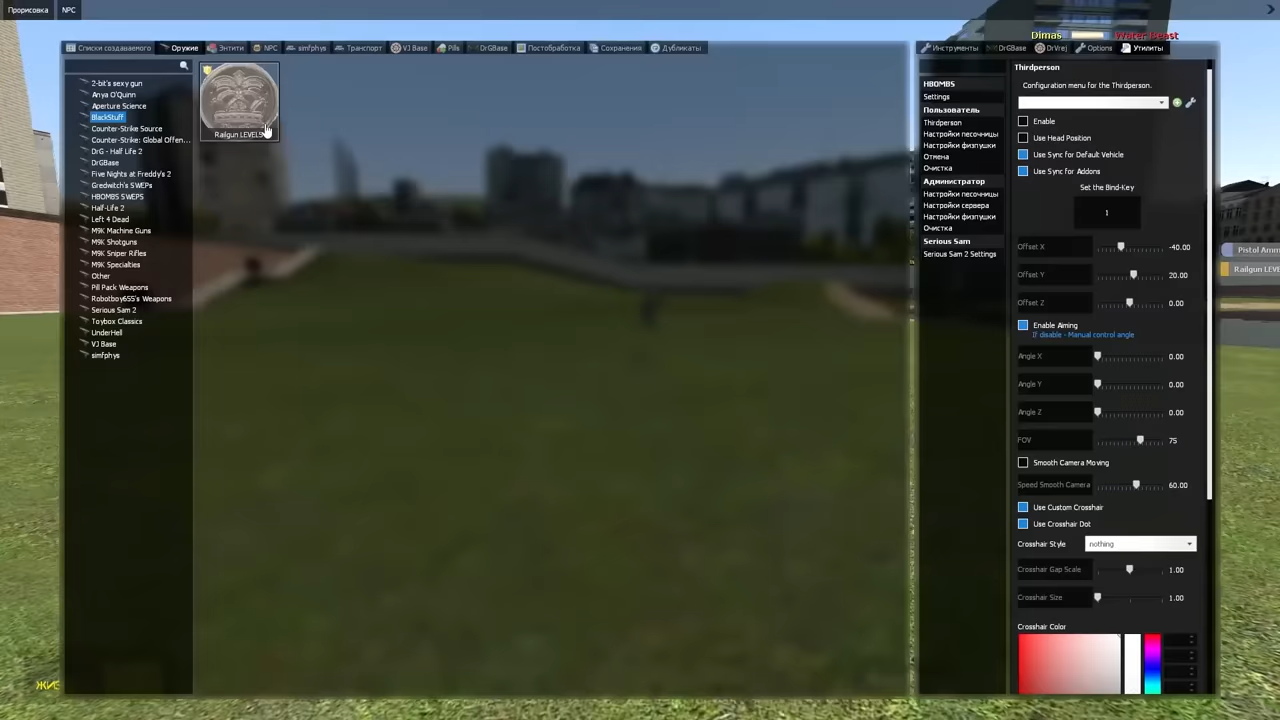 Прорисовка NPC
Dimas Water Beast
Списки создаваемого Оружие Энтити NPC simfphys Транспорт VJ Base Pills DrGBase Постобработка Сохранения Дубликаты
Инструменты DrGBase DrVrej Options Утилиты
2-bit's sexy gun
Anya O'Quinn
Aperture Science
BlackStuff
Counter-Strike Source
Counter-Strike: Global Offen...
DrG - Half Life 2
DrGBase
Five Nights at Freddy's 2
Gredwitch's SWEPs
HBOMBS SWEPS
Half-Life 2
Left 4 Dead
M9K Machine Guns
M9K Shotguns
M9K Sniper Rifles
M9K Specialties
Other
Pill Pack Weapons
Robotboy655's Weapons
Serious Sam 2
Toybox Classics
UnderHell
VJ Base
simfphys
Railgun LEVEL5
HBOMBS
Settings
Пользователь
Thirdperson
Настройки песочницы
Настройки физпушки
Отмена
Очистка
Администратор
Настройки песочницы
Настройки сервера
Настройки физпушки
Очистка
Serious Sam
Serious Sam 2 Settings
Thirdperson
Configuration menu for the Thirdperson.
Enable
Use Head Position
Use Sync for Default Vehicle
Use Sync for Addons
Set the Bind-Key
1
Offset X -40.00
Offset Y 20.00
Offset Z 0.00
Enable Aiming
If disable - Manual control angle
Angle X 0.00
Angle Y 0.00
Angle Z 0.00
FOV 75
Smooth Camera Moving
Speed Smooth Camera 60.00
Use Custom Crosshair
Use Crosshair Dot
Crosshair Style nothing
Crosshair Gap Scale 1.00
Crosshair Size 1.00
Crosshair Color
Pistol Amm
Railgun LEVE